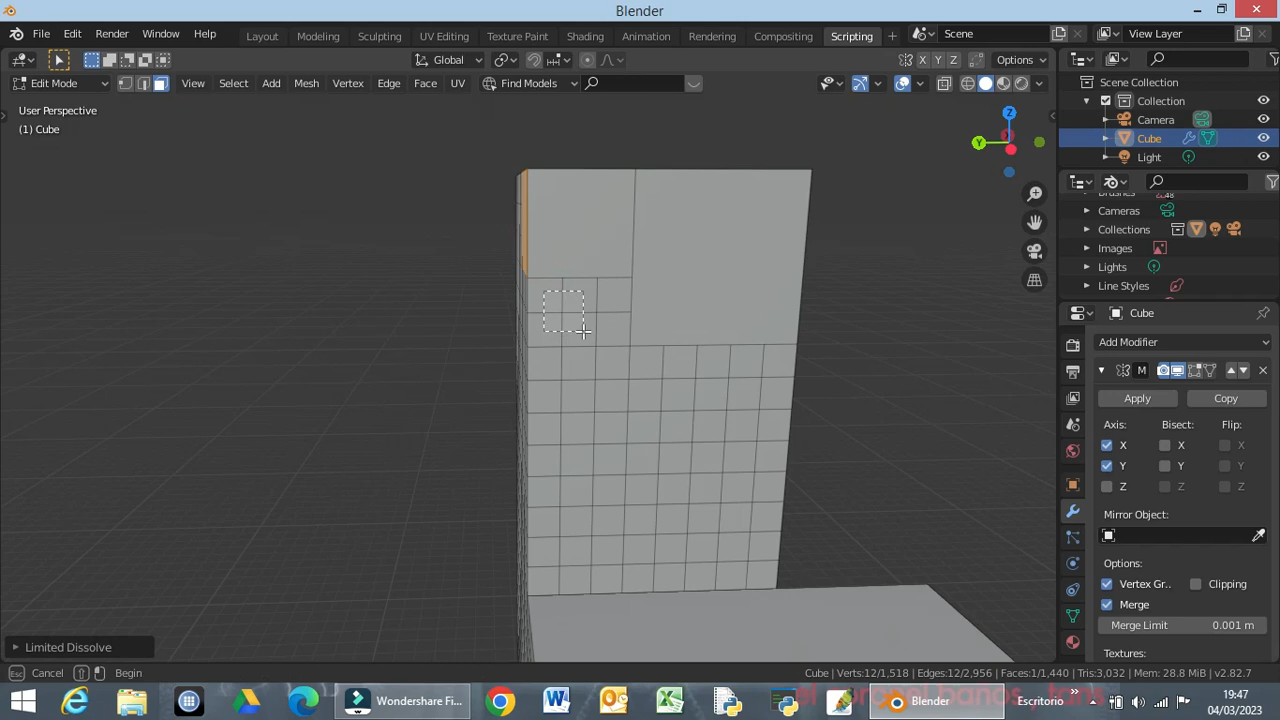 Blender
File Edit Render Window Help Layout Modeling Sculpting UV Editing Texture Paint Shading Animation Rendering Compositing Scripting + Scene View Layer
Global X Y Z Options
Edit Mode View Select Add Mesh Vertex Edge Face UV Find Models
User Perspective
(1) Cube
Z
Y
Scene Collection
Collection
Camera
Cube
Light
Cameras
Collections
Images
Lights
Line Styles
Cube
Add Modifier
M
Apply Copy
Axis: Bisect: Flip:
X X X
Y Y Y
Z Z Z
Mirror Object:
Options:
Vertex Gr.. Clipping
Merge
Merge Limit 0.001 m
Textures:
Limited Dissolve
Esc Cancel Begin
Cube | Verts:12/1,518 | Edges:12/2,956 | Faces:1/1,440 | Tris:3,032 | Mem: 28.8 MiB | v2.82.7
Wondershare Fi... Blender Escritorio
19:47
04/03/2023